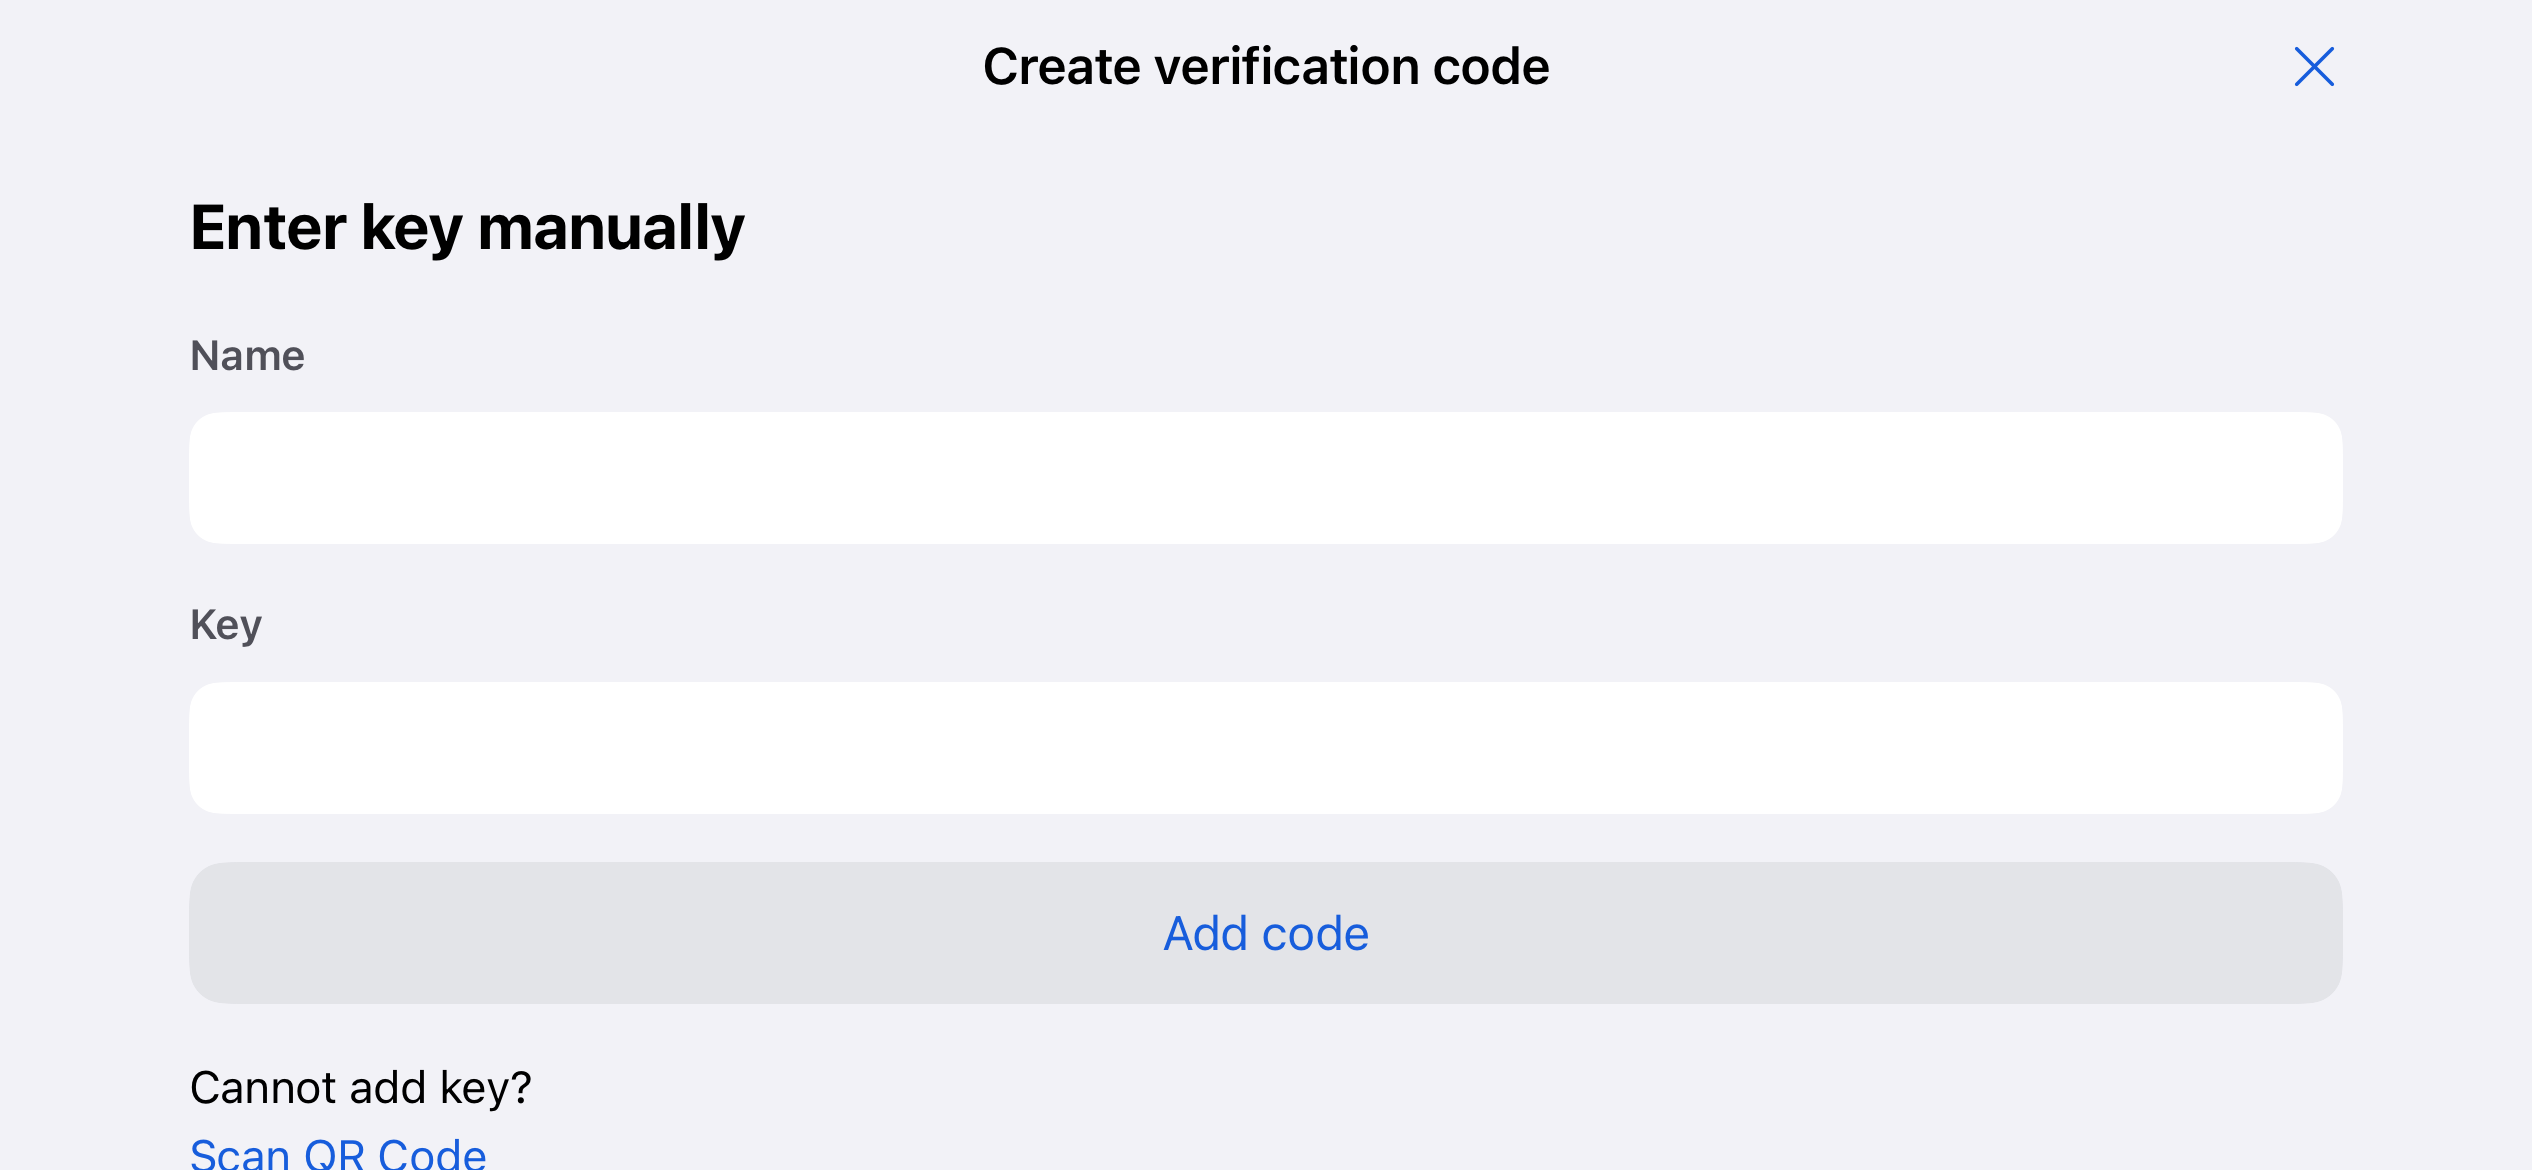 Create verification code
Enter key manually
Name
Key
Add code
Cannot add key?
Scan QR Code